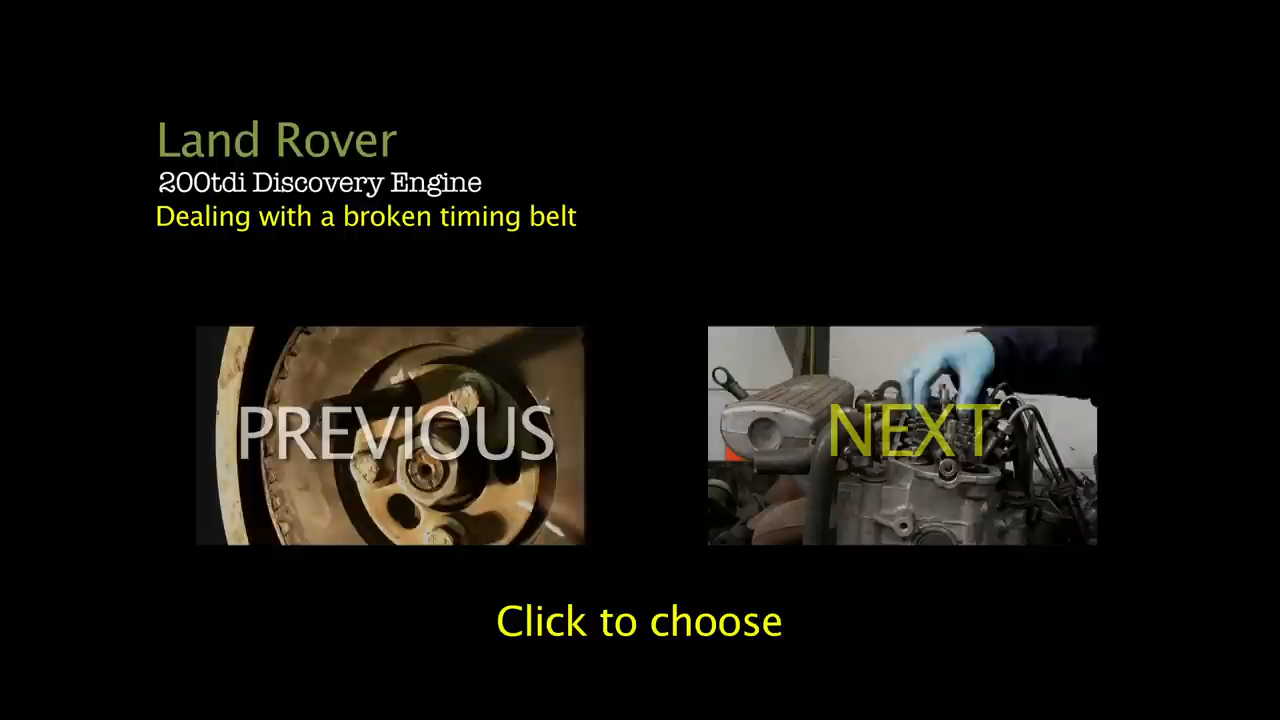 Land Rover
200tdi Discovery Engine
Dealing with a broken timing belt
PREVIOUS
NEXT
Click to choose